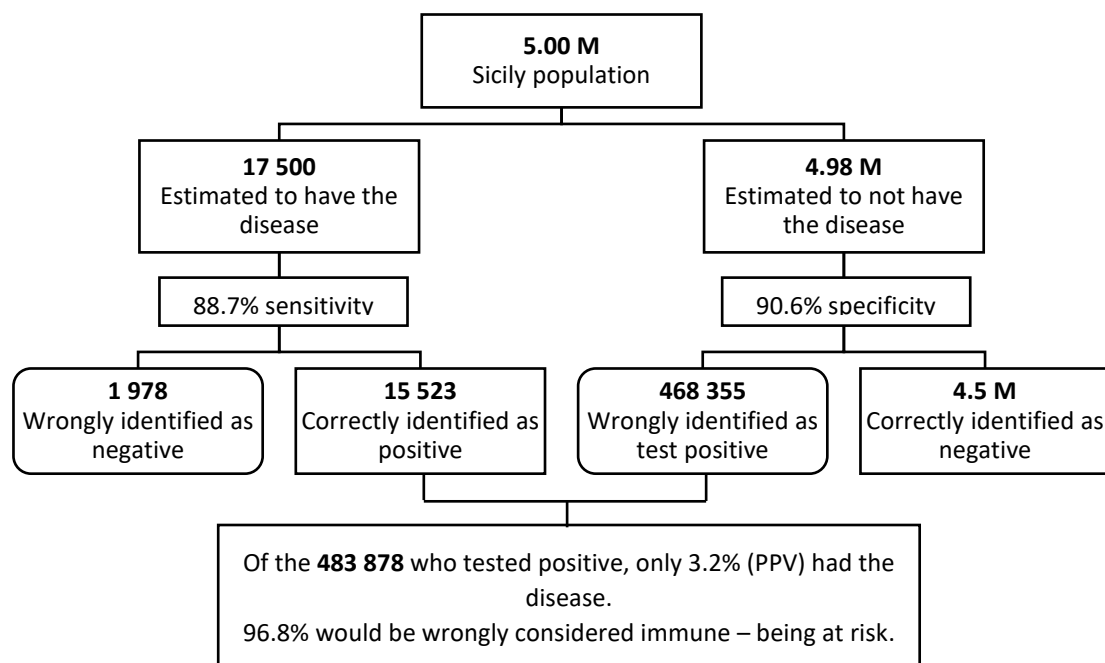 5.00 M
Sicily population
17 500
Estimated to have the
disease
4.98 M
Estimated to not have
the disease
88.7% sensitivity
90.6% specificity
1 978
Wrongly identified as
negative
15 523
Correctly identified as
positive
468 355
Wrongly identified as
test positive
4.5 M
Correctly identified as
negative
Of the 483 878 who tested positive, only 3.2% (PPV) had the
disease.
96.8% would be wrongly considered immune – being at risk.